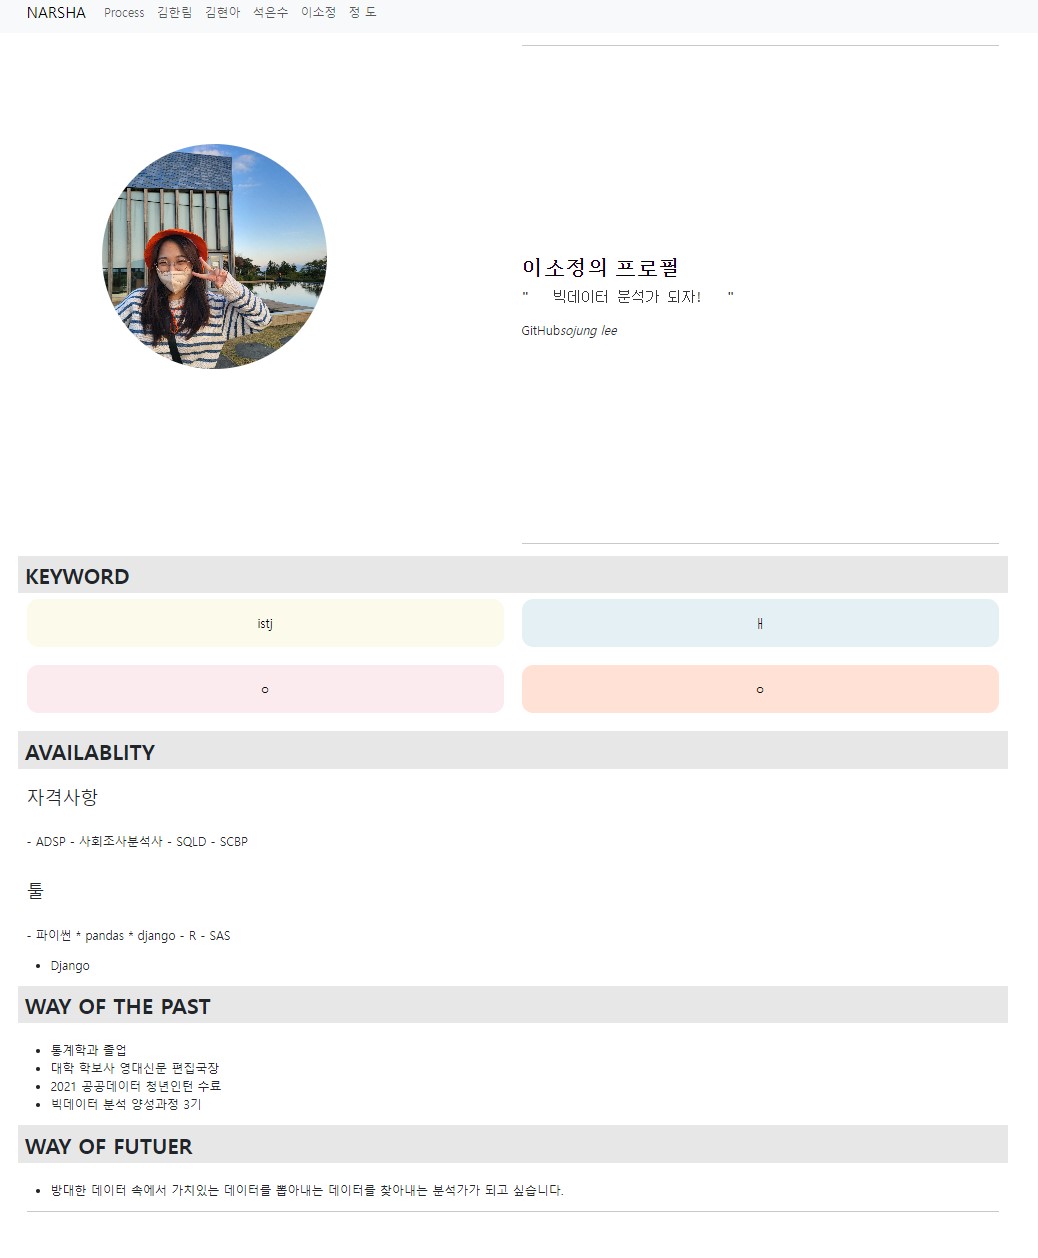 NARSHA Process 김한림 김현아 석은수 이소정 정 도
이소정의 프로필
" 빅데이터 분석가 되자! "
GitHubsojung lee
KEYWORD
istj ㅐ
ㅇ ㅇ
AVAILABLITY
자격사항
- ADSP - 사회조사분석사 - SQLD - SCBP
툴
- 파이썬 * pandas * django - R - SAS
• Django
WAY OF THE PAST
• 통계학과 졸업
• 대학 학보사 영대신문 편집국장
• 2021 공공데이터 청년인턴 수료
• 빅데이터 분석 양성과정 3기
WAY OF FUTUER
• 방대한 데이터 속에서 가치있는 데이터를 뽑아내는 데이터를 찾아내는 분석가가 되고 싶습니다.